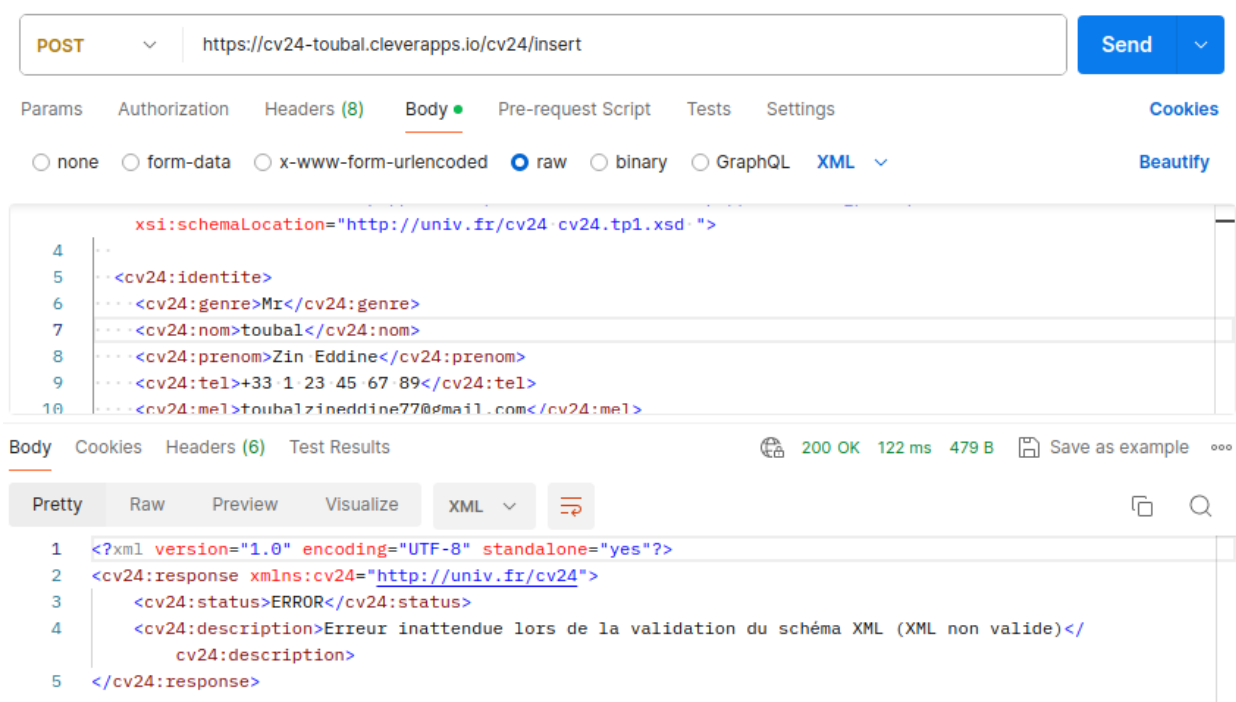 POST https://cv24-toubal.cleverapps.io/cv24/insert Send
Params Authorization Headers (8) Body Pre-request Script Tests Settings Cookies
none form-data x-www-form-urlencoded raw binary GraphQL XML Beautify
xsi:schemaLocation="http://univ.fr/cv24 cv24.tp1.xsd ">
4
5 <cv24:identite>
6 <cv24:genre>Mr</cv24:genre>
7 <cv24:nom>toubal</cv24:nom>
8 <cv24:prenom>Zin Eddine</cv24:prenom>
9 <cv24:tel>+33 1 23 45 67 89</cv24:tel>
10 <cv24:mel>toubalzineddine77@gmail.com</cv24:mel>
Body Cookies Headers (6) Test Results 200 OK 122 ms 479 B Save as example
Pretty Raw Preview Visualize XML
1 <?xml version="1.0" encoding="UTF-8" standalone="yes"?>
2 <cv24:response xmlns:cv24="http://univ.fr/cv24">
3 <cv24:status>ERROR</cv24:status>
4 <cv24:description>Erreur inattendue lors de la validation du schéma XML (XML non valide)</
cv24:description>
5 </cv24:response>